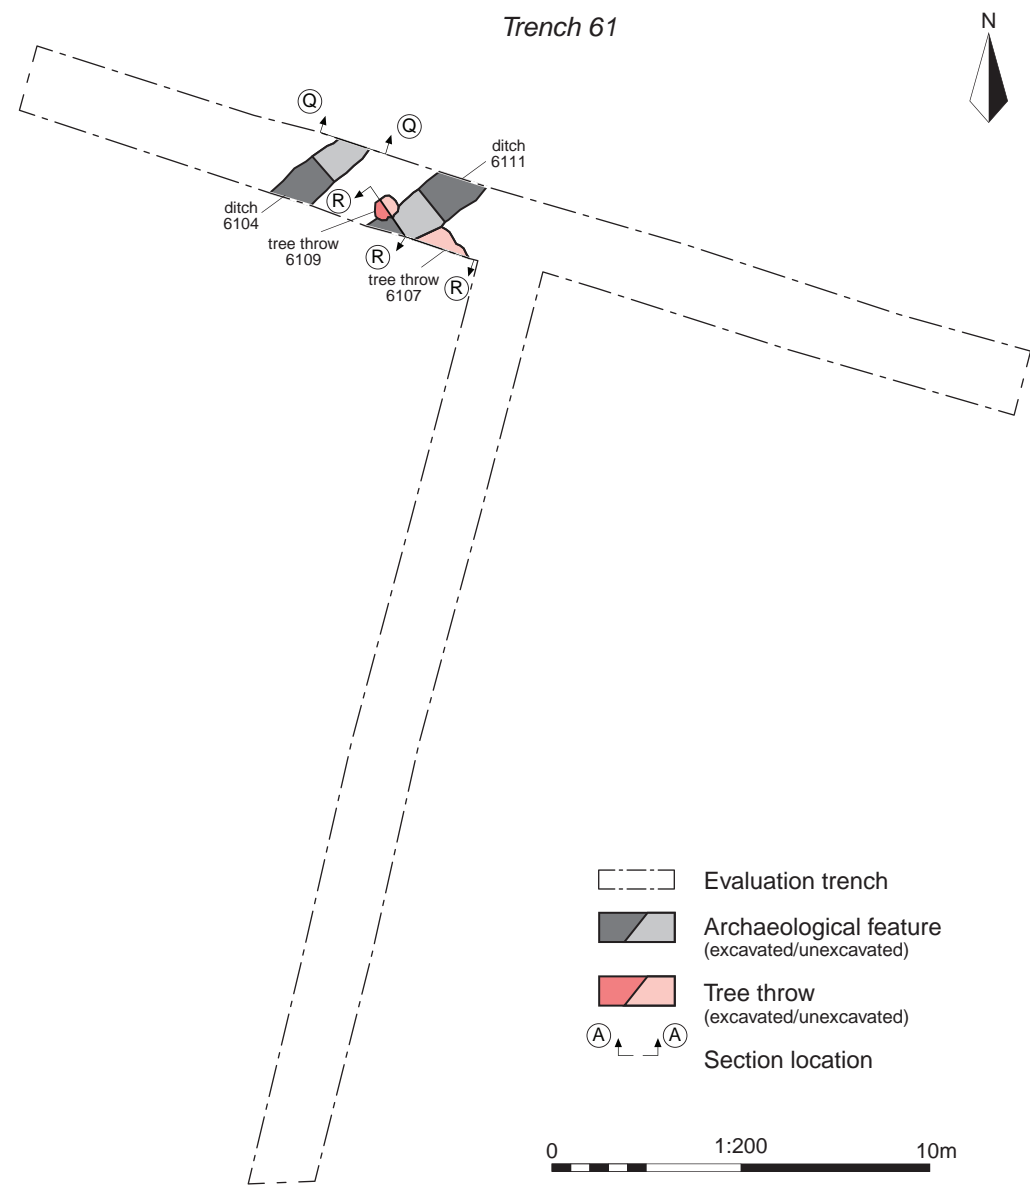 Trench 61
N
Q
Q
ditch
6111
R
ditch
6104
tree throw
6109
R
tree throw
6107
R
Evaluation trench
Archaeological feature
(excavated/unexcavated)
Tree throw
(excavated/unexcavated)
A
A
Section location
0
1:200
10m